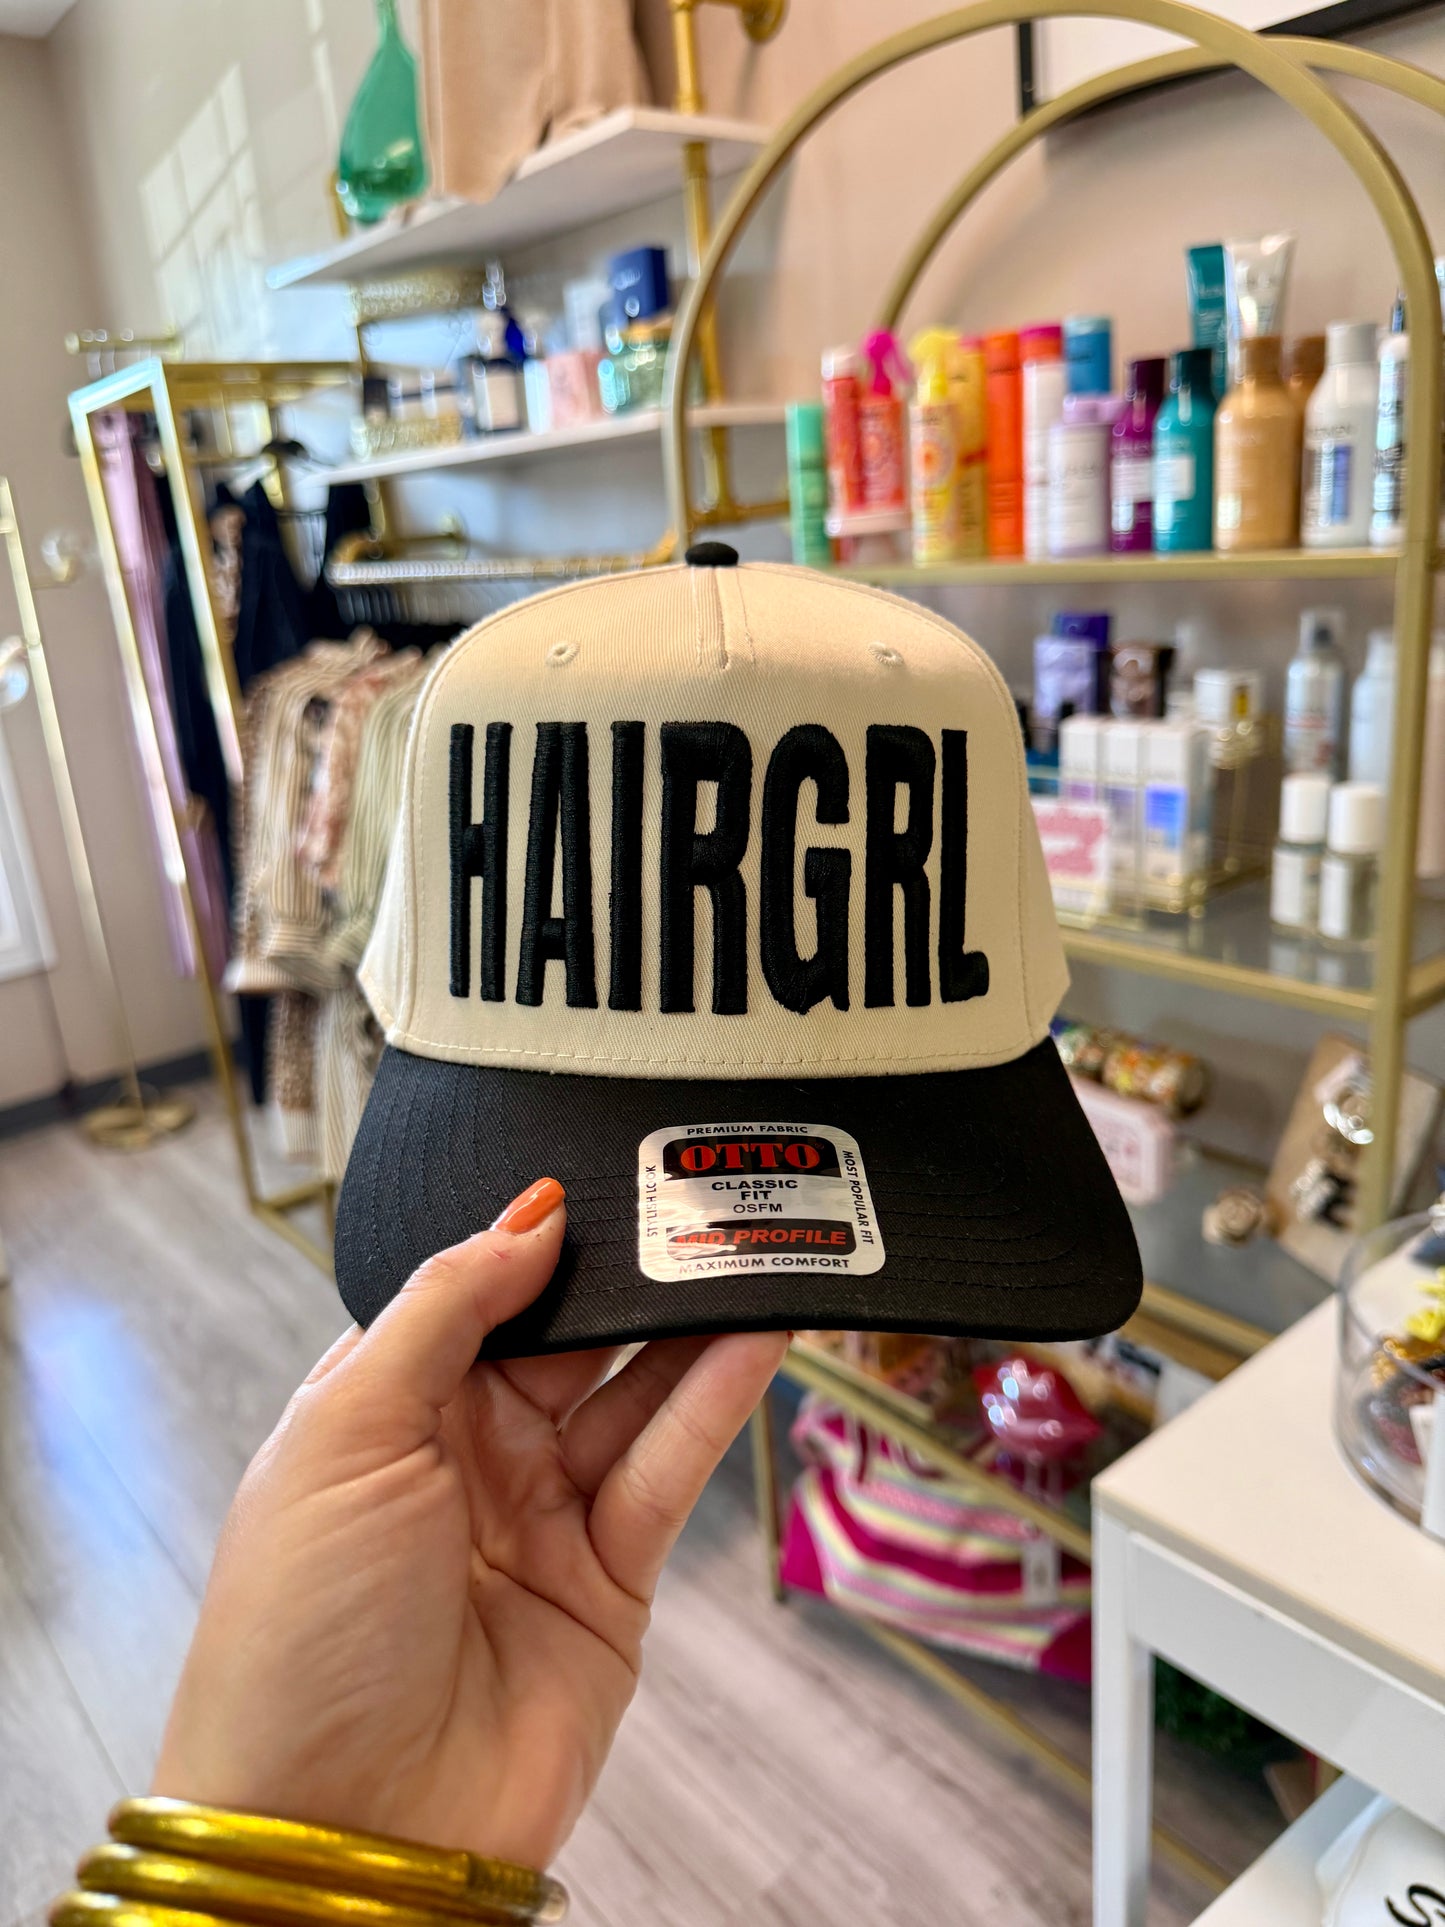 HAIRGRL
PREMIUM FABRIC
OTTO
CLASSIC
FIT
OSFM
MID PROFILE
MAXIMUM COMFORT
STYLISH LOOK
MOST POPULAR FIT